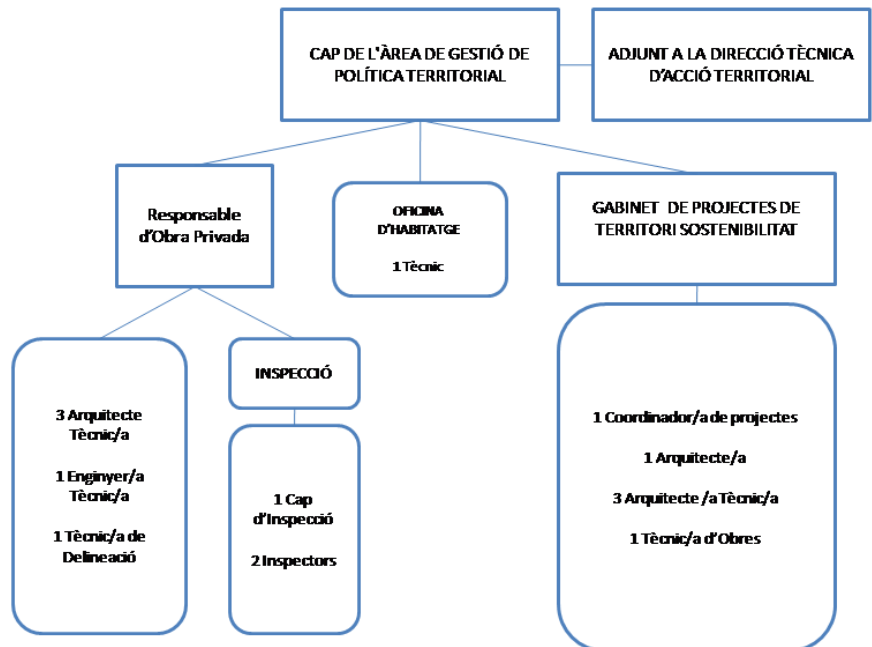 CAP DE L'ÀREA DE GESTIÓ DE
POLÍTICA TERRITORIAL
ADJUNT A LA DIRECCIÓ TÈCNICA
D'ACCIÓ TERRITORIAL
Responsable
d'Obra Privada
OFICINA
D'HABITATGE
1 Tècnic
GABINET DE PROJECTES DE
TERRITORI SOSTENIBILITAT
3 Arquitecte
Tècnic/a
1 Enginyer/a
Tècnic/a
1 Tècnic/a de
Delineació
INSPECCIÓ
1 Cap
d'Inspecció
2 Inspectors
1 Coordinador/a de projectes
1 Arquitecte/a
3 Arquitecte /a Tècnic/a
1 Tècnic/a d'Obres